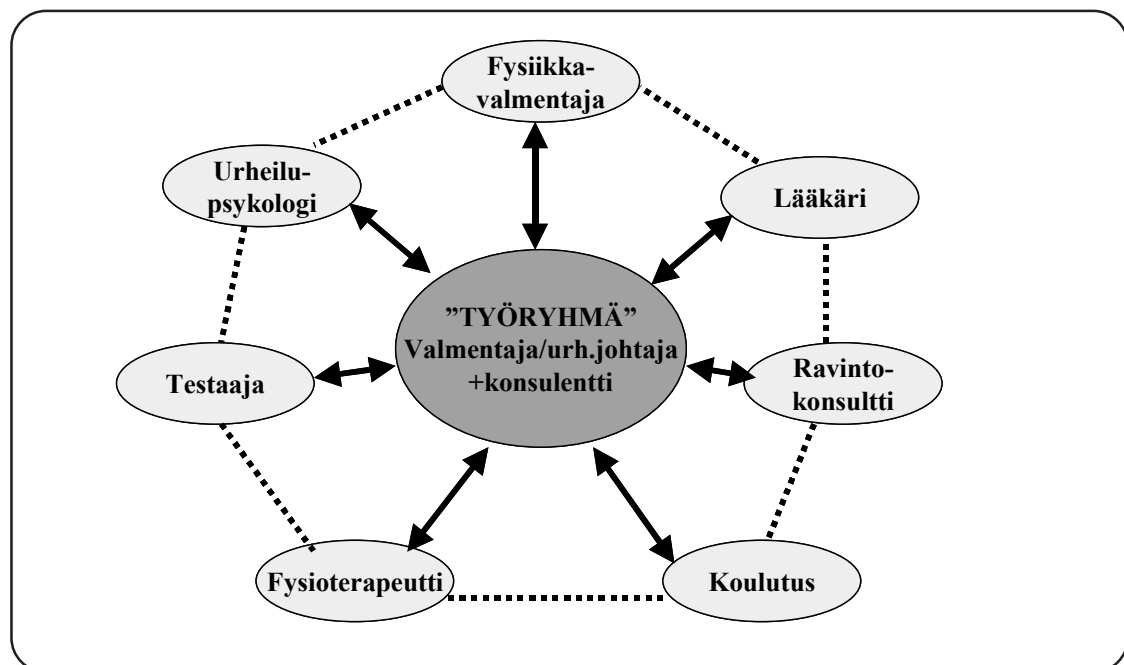 Fysiikka-
valmentaja
Urheilu-
psykologi
Lääkäri
”TYÖRYHMÄ”
Valmentaja/urh.johtaja
+konsulentti
Testaaja
Ravinto-
konsultti
Fysioterapeutti
Koulutus